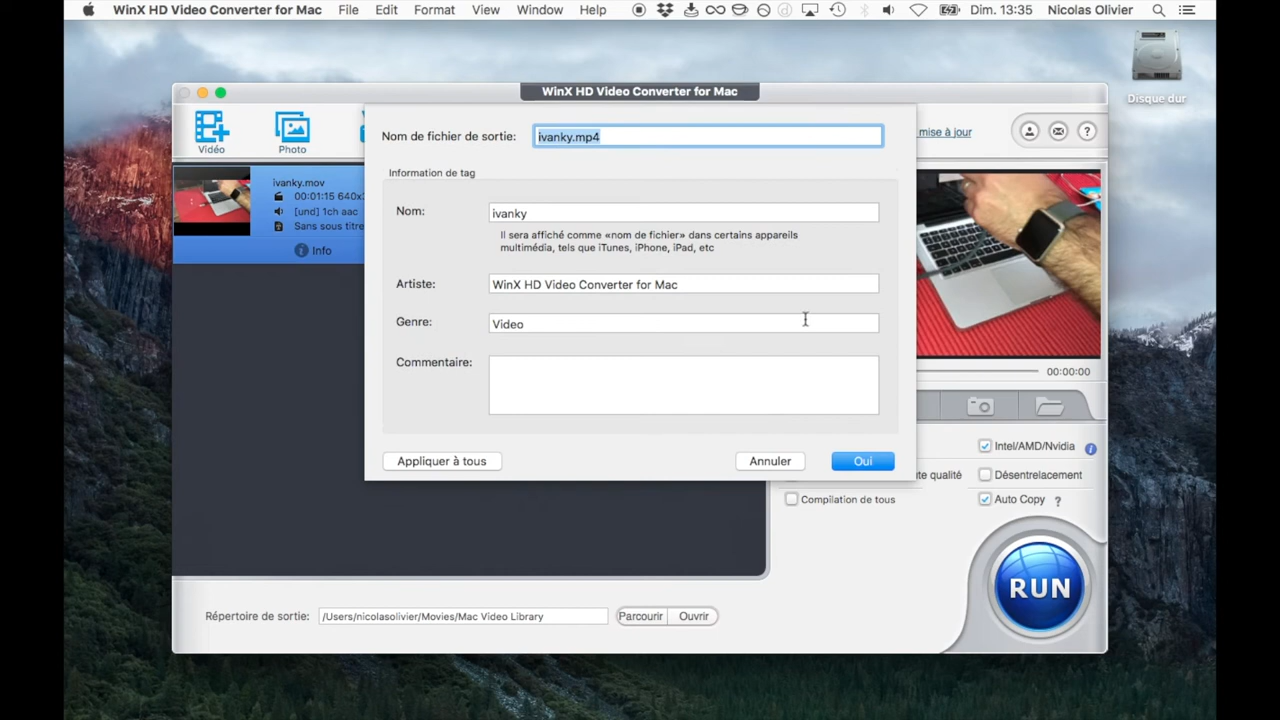 WinX HD Video Converter for Mac File Edit Format View Window Help Dim. 13:35 Nicolas Olivier
Disque dur
WinX HD Video Converter for Mac
Vidéo
Photo
mise à jour
?
Nom de fichier de sortie: ivanky.mp4
Information de tag
Nom: ivanky
Il sera affiché comme «nom de fichier» dans certains appareils
multimédia, tels que iTunes, iPhone, iPad, etc
Artiste: WinX HD Video Converter for Mac
Genre: Video
Commentaire:
Appliquer à tous
Annuler
Oui
ivanky.mov
00:01:15 640x
[und] 1ch aac
Sans sous titre
i Info
00:00:00
Intel/AMD/Nvidia i
te qualité
Désentrelacement
Compilation de tous
Auto Copy ?
RUN
Répertoire de sortie: /Users/nicolasolivier/Movies/Mac Video Library Parcourir Ouvrir